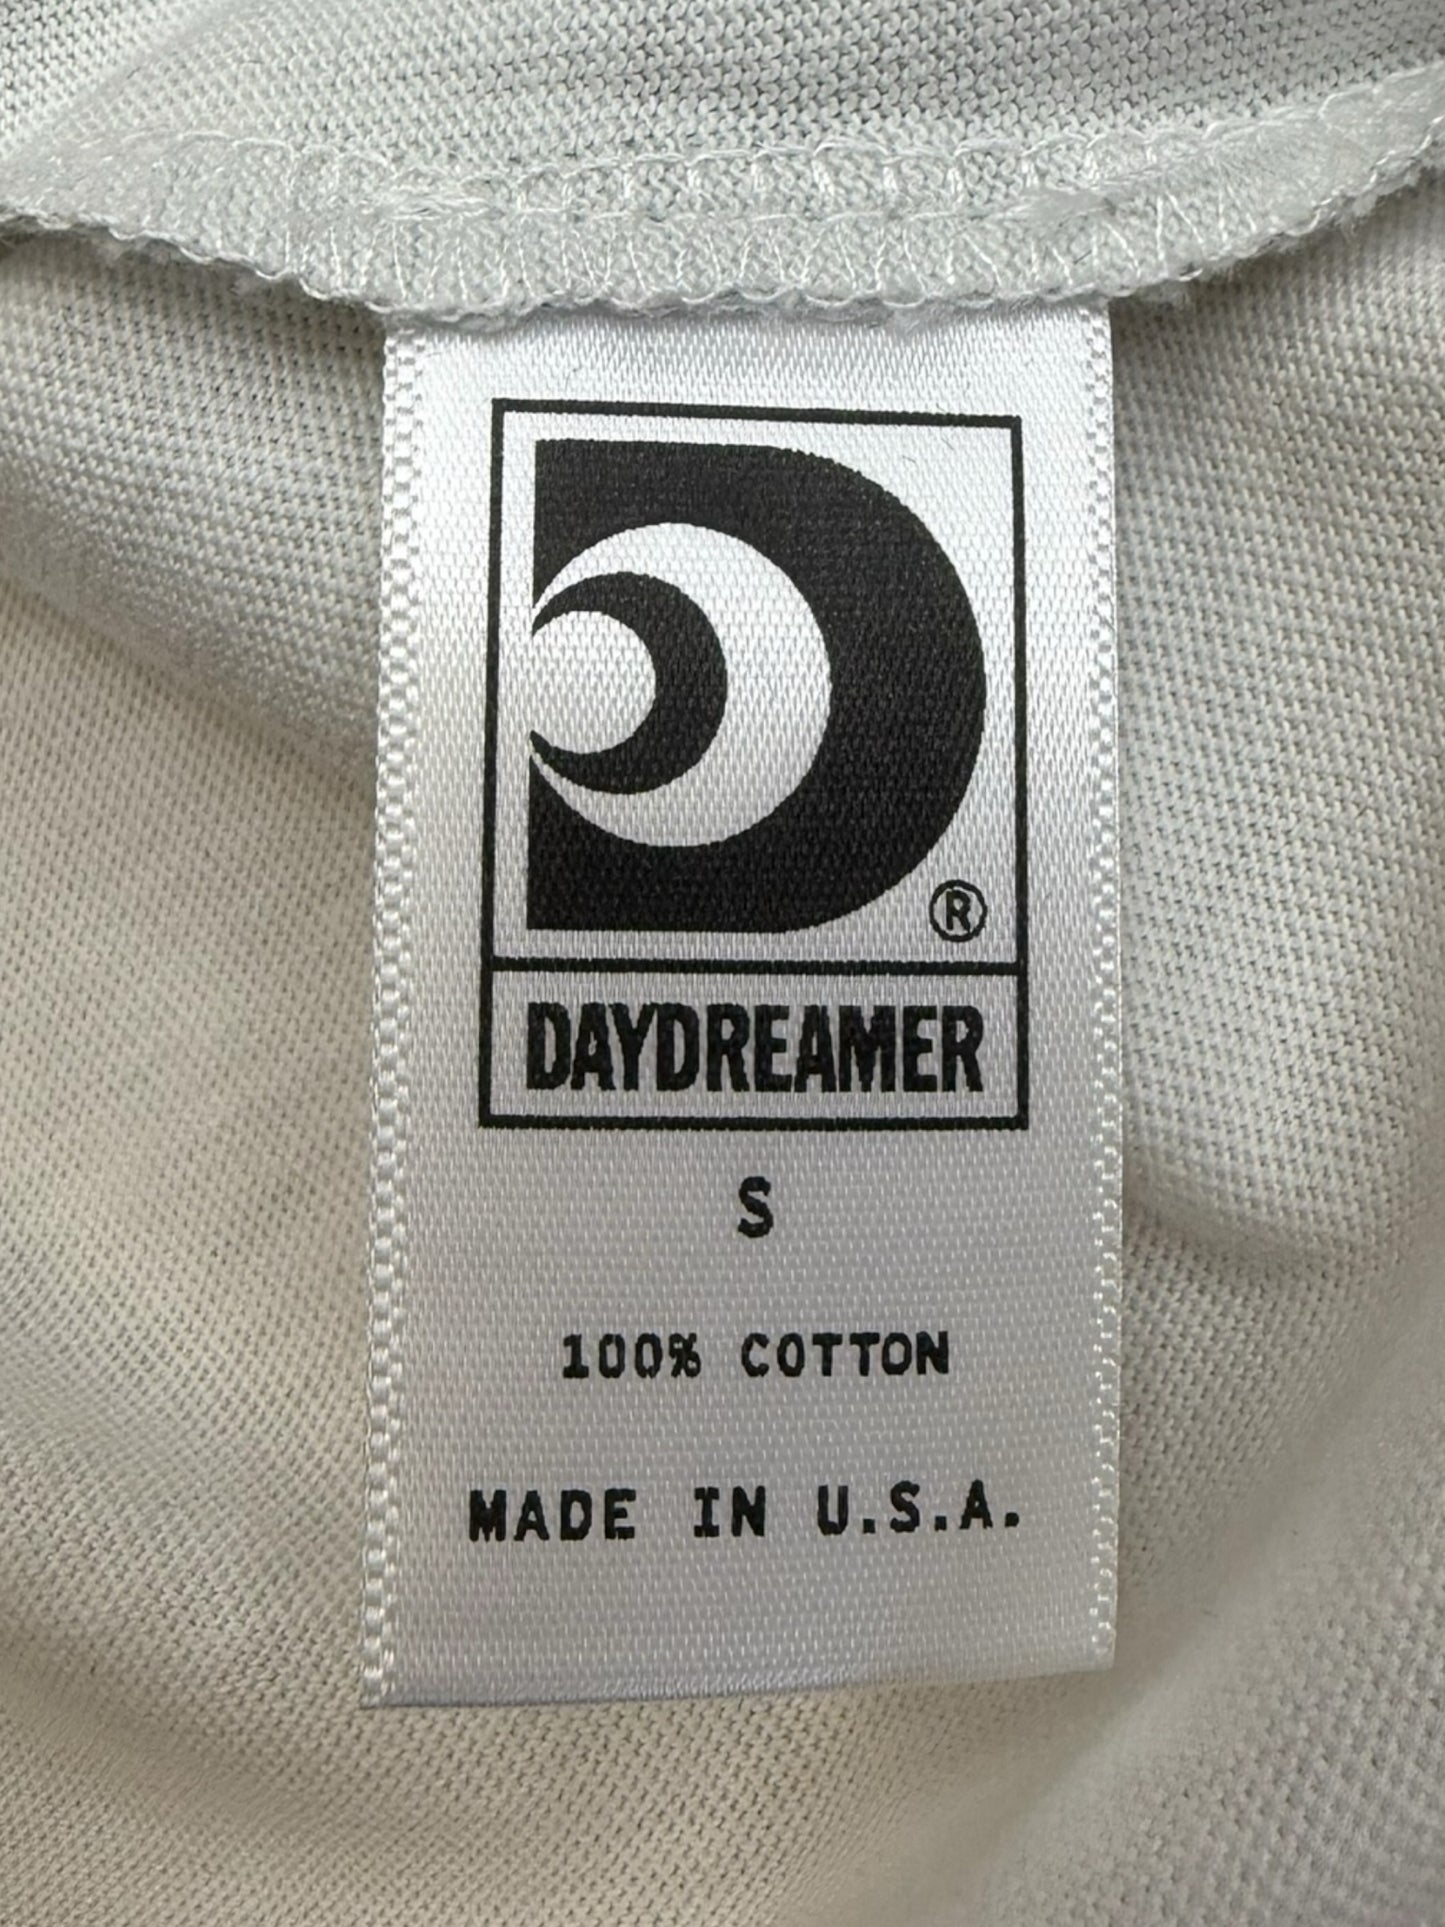 D
®
DAYDREAMER
S
100% COTTON
MADE IN U.S.A.